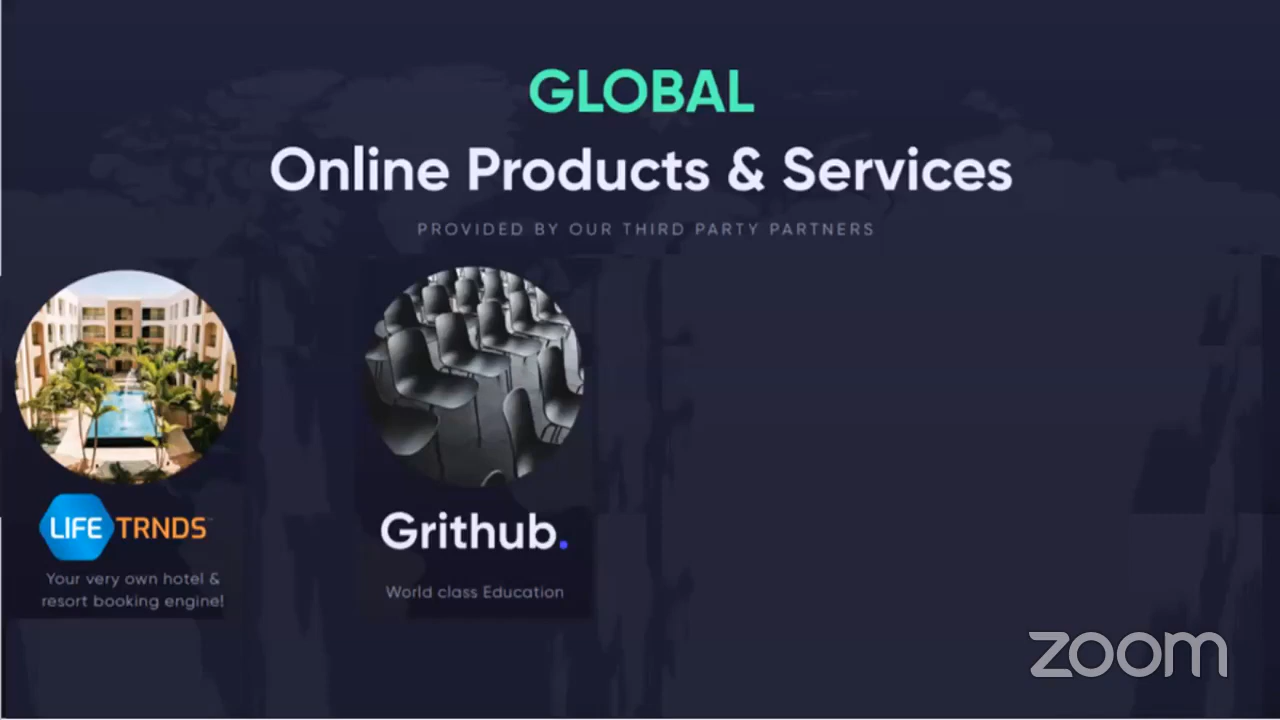 GLOBAL
Online Products & Services
PROVIDED BY OUR THIRD PARTY PARTNERS
LIFE TRNDS
Your very own hotel &
resort booking engine!
Grithub.
World class Education
zoom